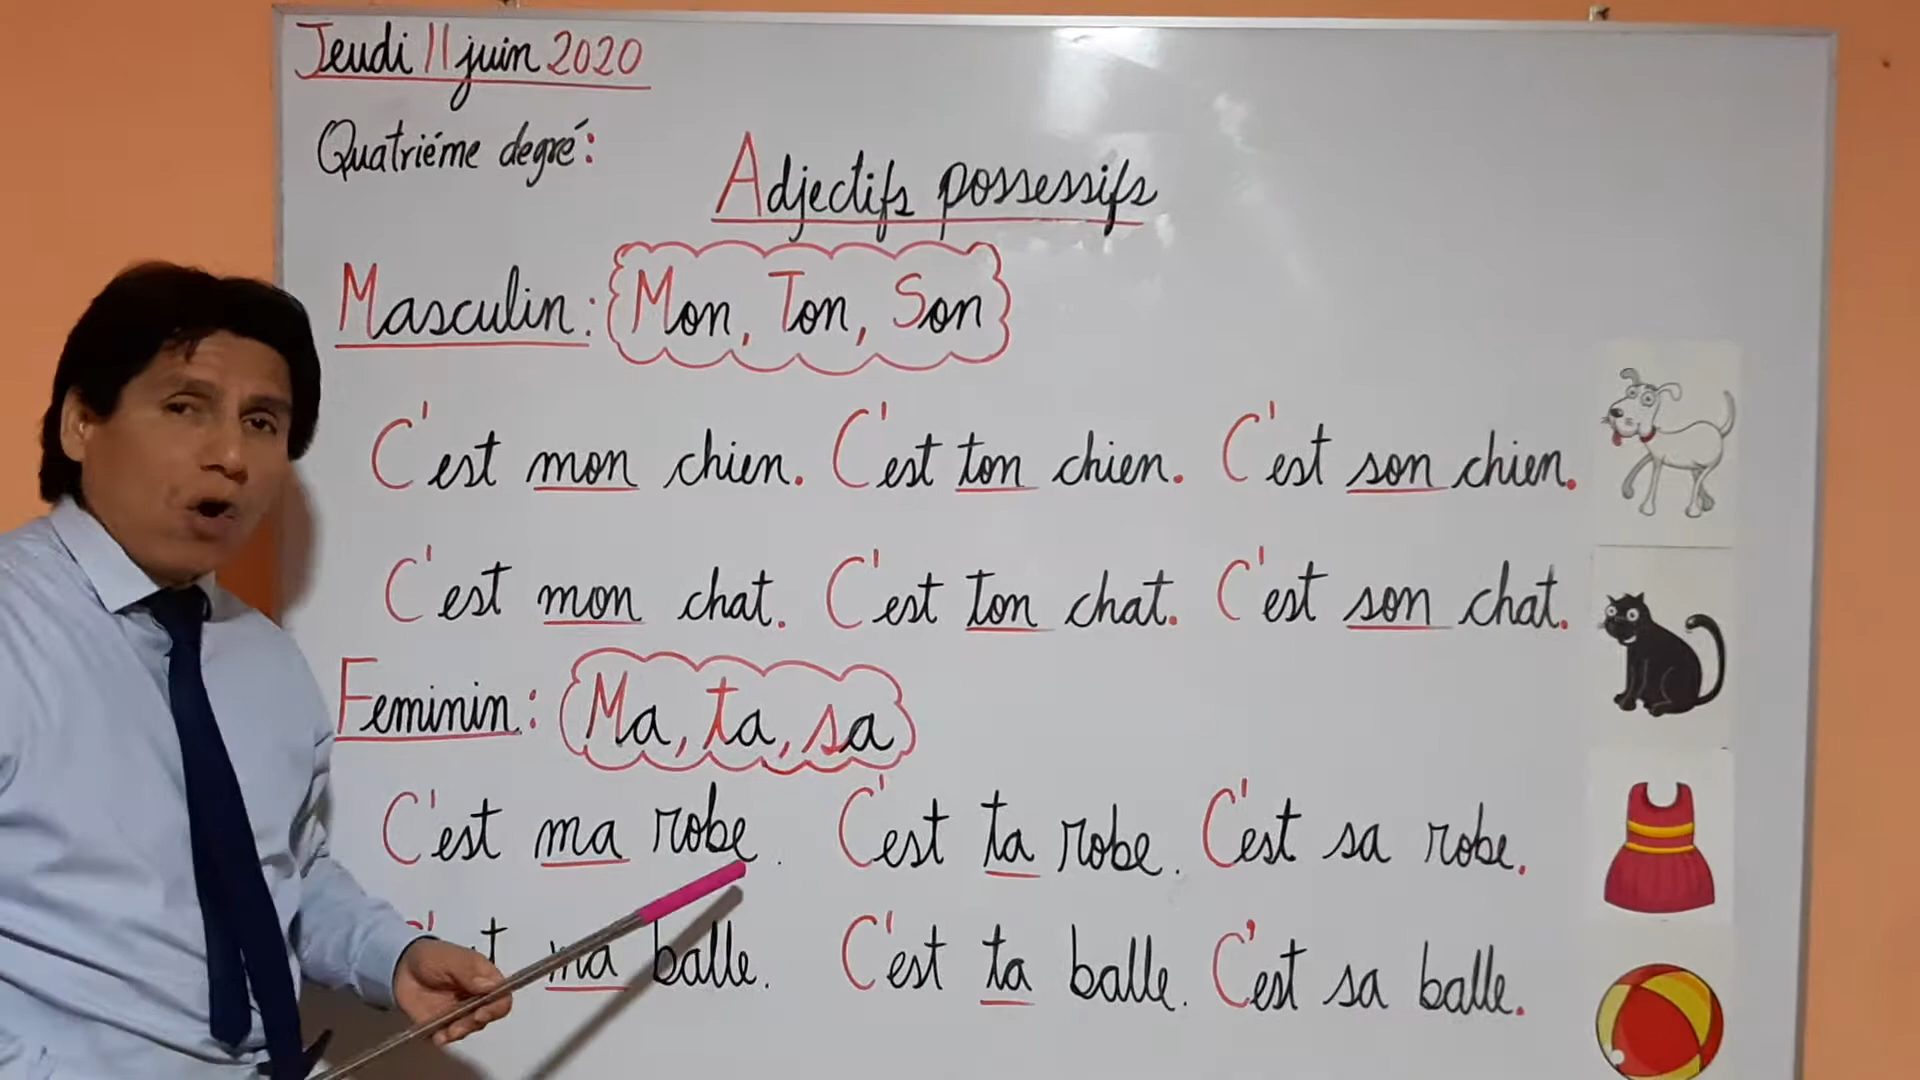 Jeudi 11 juin 2020
Quatriéme degré:
Adjectifs possessifs
Masculin: Mon, Ton, Son
C'est mon chien. C'est ton chien. C'est son chien.
C'est mon chat. C'est ton chat. C'est son chat.
Feminin: Ma, ta, sa
C'est ma robe. C'est ta robe. C'est sa robe.
ma balle. C'est ta balle. C'est sa balle.